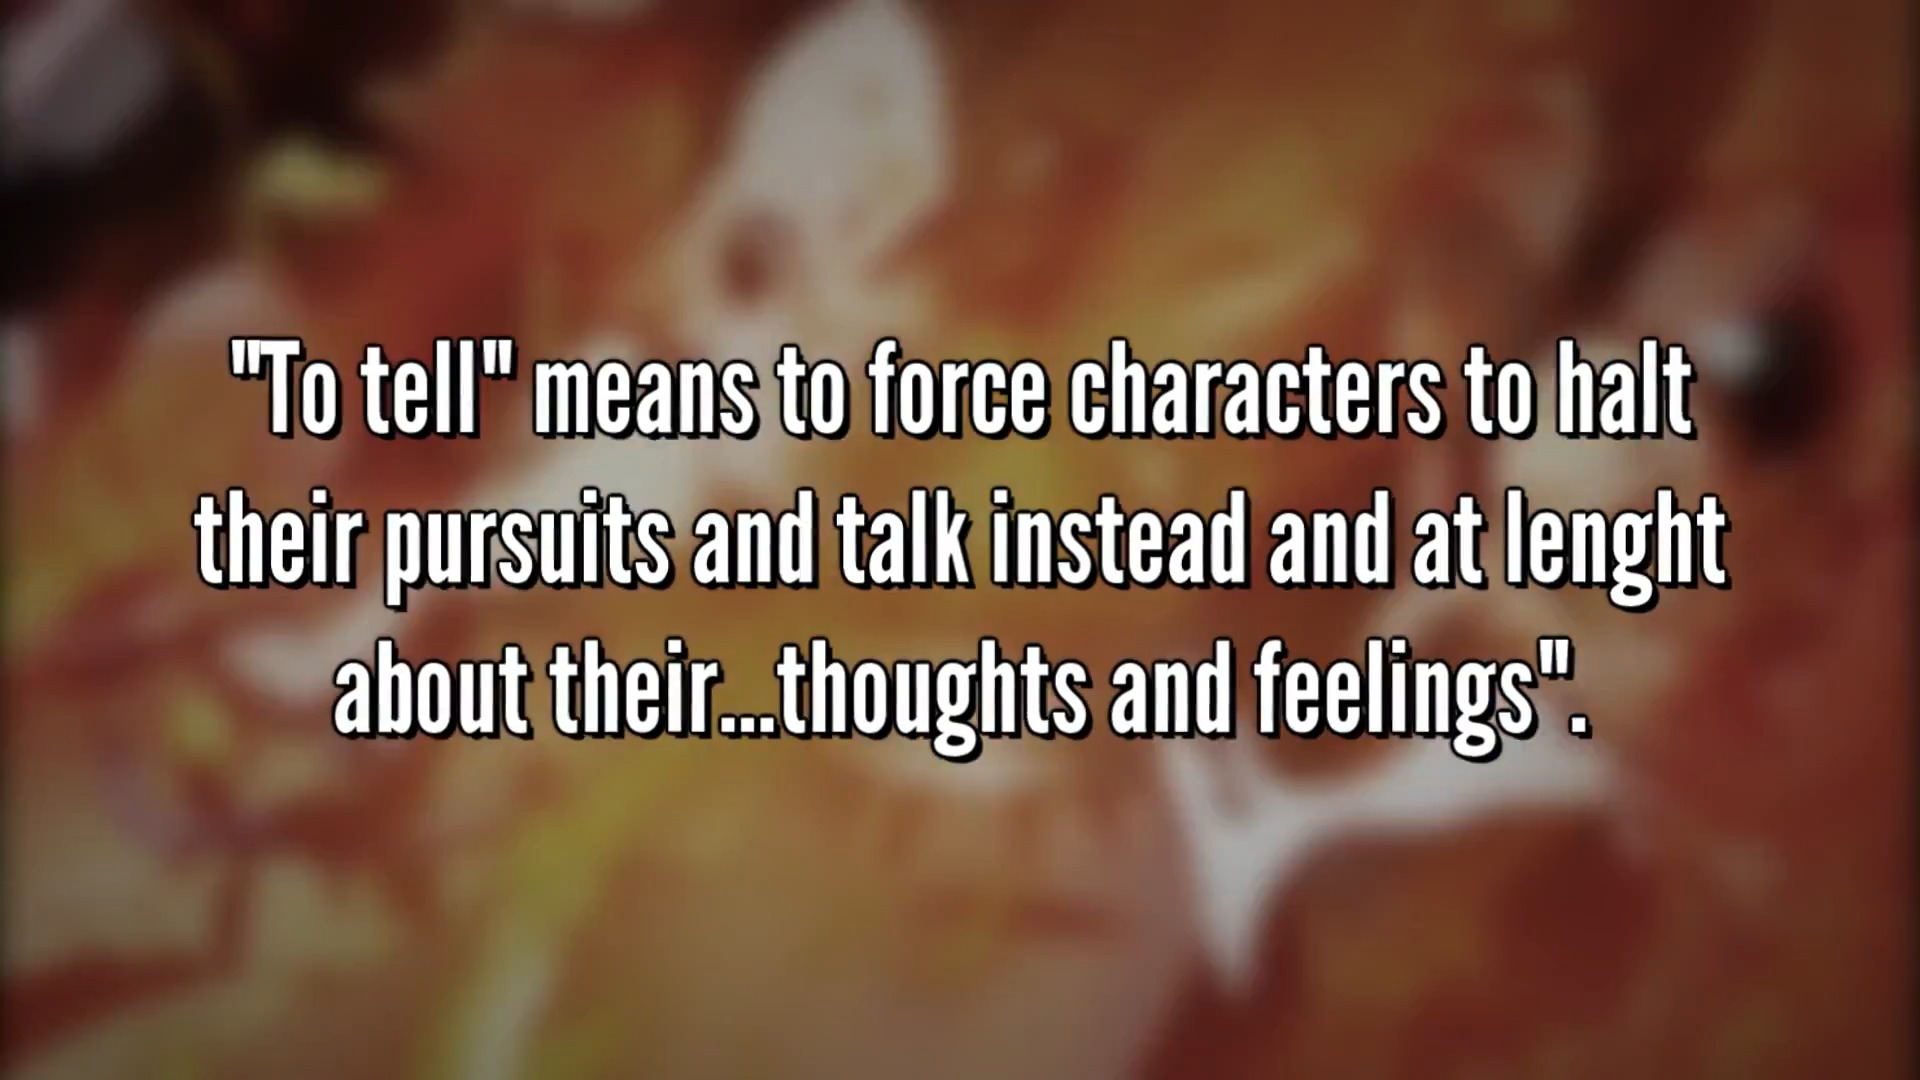 "To tell" means to force characters to halt
their pursuits and talk instead and at lenght
about their...thoughts and feelings".